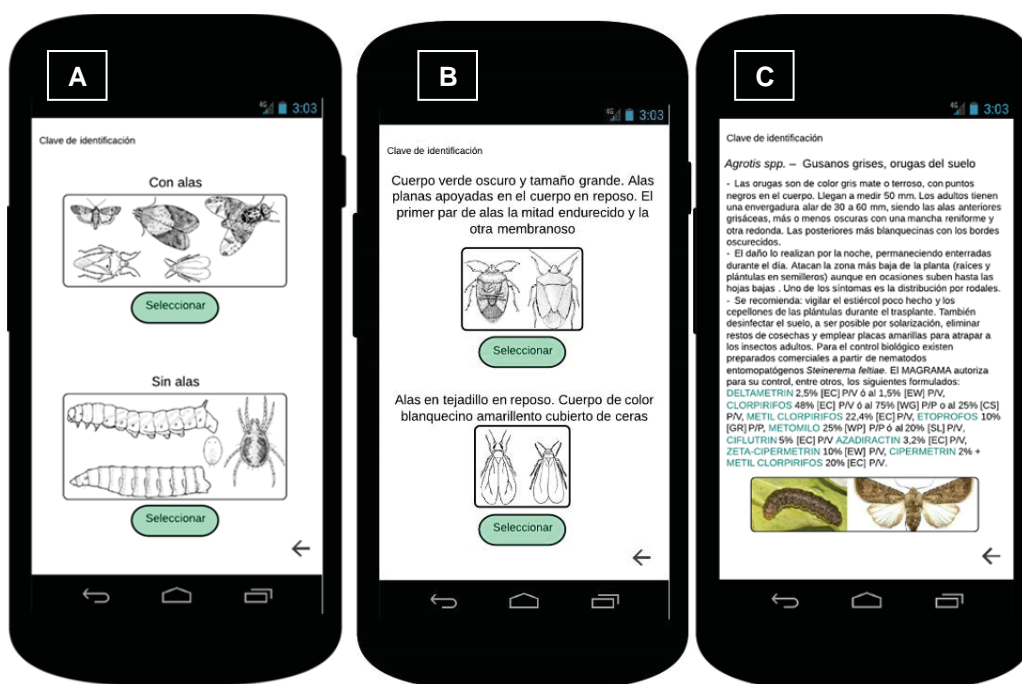 A
4G 3:03
Clave de identificación
Con alas
Seleccionar
Sin alas
Seleccionar
B
4G 3:03
Clave de identificación
Cuerpo verde oscuro y tamaño grande. Alas
planas apoyadas en el cuerpo en reposo. El
primer par de alas la mitad endurecido y la
otra membranoso
Seleccionar
Alas en tejadillo en reposo. Cuerpo de color
blanquecino amarillento cubierto de ceras
Seleccionar
C
4G 3:03
Clave de identificación
Agrotis spp. – Gusanos grises, orugas del suelo
- Las orugas son de color gris mate o terroso, con puntos
negros en el cuerpo. Llegan a medir 50 mm. Los adultos tienen
una envergadura alar de 30 a 60 mm, siendo las alas anteriores
grisáceas, más o menos oscuras con una mancha reniforme y
otra redonda. Las posteriores más blanquecinas con los bordes
oscurecidos.
- El daño lo realizan por la noche, permaneciendo enterradas
durante el día. Atacan la zona más baja de la planta (raíces y
plántulas en semilleros) aunque en ocasiones suben hasta las
hojas bajas . Uno de los síntomas es la distribución por rodales.
- Se recomienda: vigilar el estiércol poco hecho y los
cepellones de las plántulas durante el trasplante. También
desinfectar el suelo, a ser posible por solarización, eliminar
restos de cosechas y emplear placas amarillas para atrapar a
los insectos adultos. Para el control biológico existen
preparados comerciales a partir de nematodos
entomopatógenos Steinerema feltiae. El MAGRAMA autoriza
para su control, entre otros, los siguientes formulados:
DELTAMETRIN 2,5% [EC] P/V ó al 1,5% [EW] P/V,
CLORPIRIFOS 48% [EC] P/V ó al 75% [WG] P/P o al 25% [CS]
P/V, METIL CLORPIRIFOS 22,4% [EC] P/V, ETOPROFOS 10%
[GR] P/P, METOMILO 25% [WP] P/P ó al 20% [SL] P/V,
CIFLUTRIN 5% [EC] P/V AZADIRACTIN 3,2% [EC] P/V,
ZETA-CIPERMETRIN 10% [EW] P/V, CIPERMETRIN 2% +
METIL CLORPIRIFOS 20% [EC] P/V.